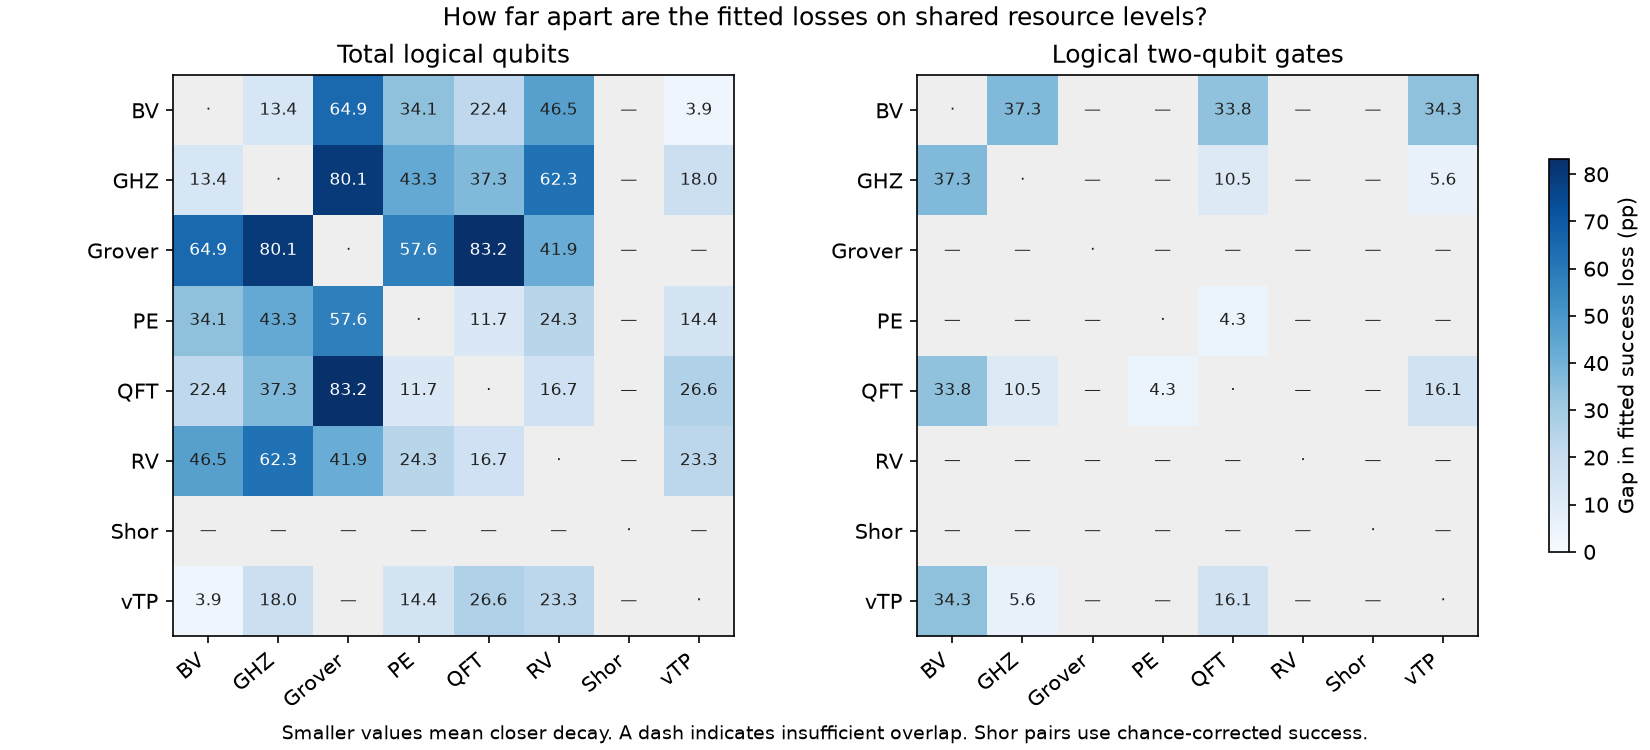 How far apart are the fitted losses on shared resource levels?
Total logical qubits
BV · 13.4 64.9 34.1 22.4 46.5 — 3.9
GHZ 13.4 · 80.1 43.3 37.3 62.3 — 18.0
Grover 64.9 80.1 · 57.6 83.2 41.9 — —
PE 34.1 43.3 57.6 · 11.7 24.3 — 14.4
QFT 22.4 37.3 83.2 11.7 · 16.7 — 26.6
RV 46.5 62.3 41.9 24.3 16.7 · — 23.3
Shor — — — — — — · —
vTP 3.9 18.0 — 14.4 26.6 23.3 — ·
BV GHZ Grover PE QFT RV Shor vTP
Logical two-qubit gates
BV · 37.3 — — 33.8 — — 34.3
GHZ 37.3 · — — 10.5 — — 5.6
Grover — — · — — — — —
PE — — — · 4.3 — — —
QFT 33.8 10.5 — 4.3 · — — 16.1
RV — — — — — · — —
Shor — — — — — — · —
vTP 34.3 5.6 — — 16.1 — — ·
BV GHZ Grover PE QFT RV Shor vTP
80
70
60
50
40
30
20
10
0
Gap in fitted success loss (pp)
Smaller values mean closer decay. A dash indicates insufficient overlap. Shor pairs use chance-corrected success.